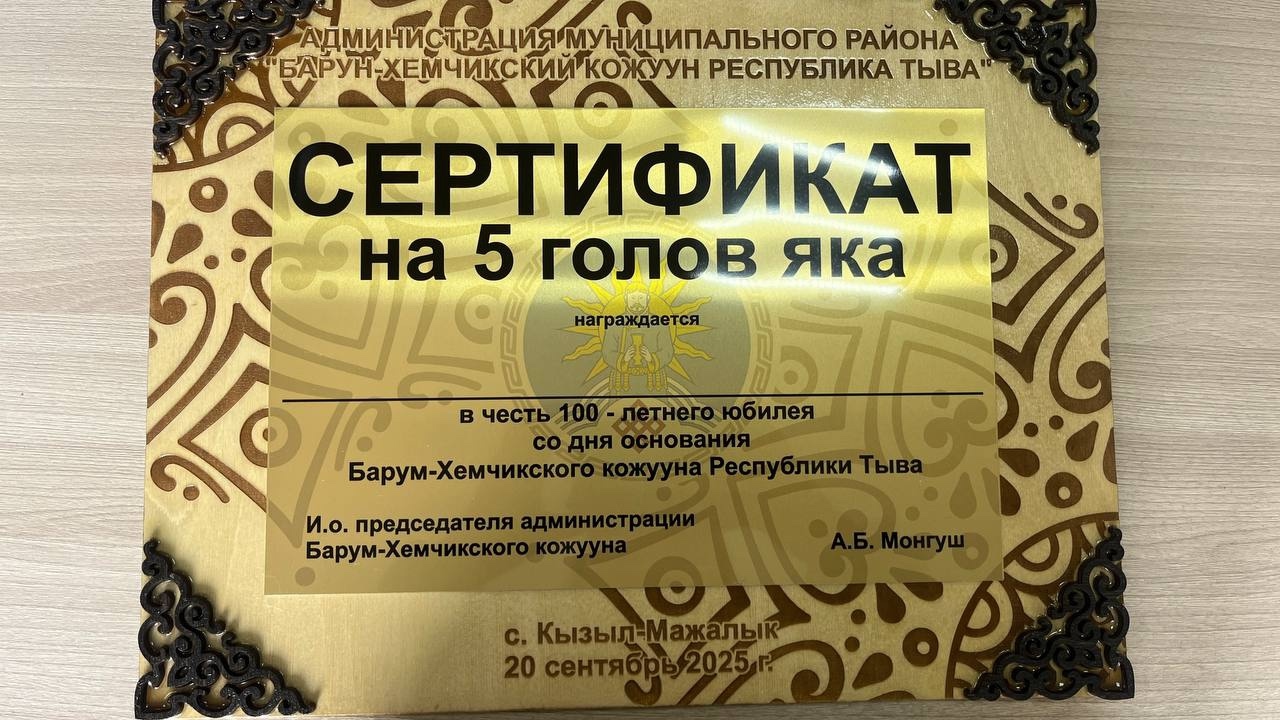 АДМИНИСТРАЦИЯ МУНИЦИПАЛЬНОГО РАЙОНА
"БАРУН-ХЕМЧИКСКИЙ КОЖУУН РЕСПУБЛИКА ТЫВА"
СЕРТИФИКАТ
на 5 голов яка
награждается
в честь 100 - летнего юбилея
со дня основания
Барум-Хемчикского кожууна Республики Тыва
И.о. председателя администрации
Барум-Хемчикского кожууна
А.Б. Монгуш
с. Кызыл-Мажалык
20 сентябрь 2025 г.